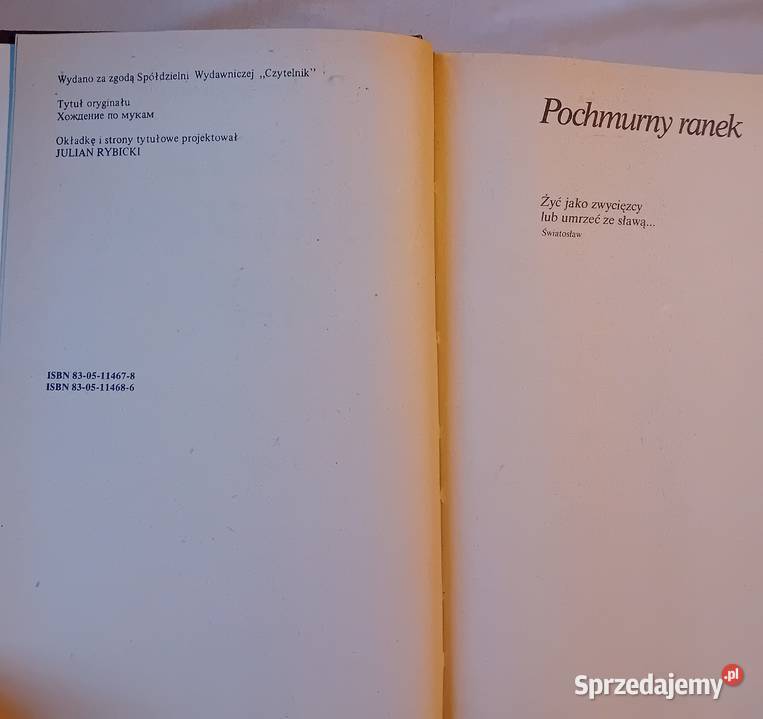 Wydano za zgodą Spółdzielni Wydawniczej „Czytelnik”
Tytuł oryginału
Хождение по мукам
Okładkę i strony tytułowe projektował
JULIAN RYBICKI
ISBN 83-05-11467-8
ISBN 83-05-11468-6
Pochmurny ranek
Żyć jako zwycięzcy
lub umrzeć ze sławą...
Światosław
Sprzedajemy.pl